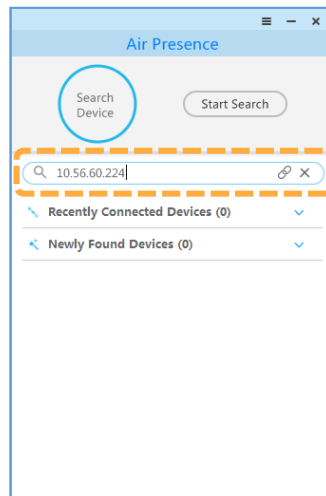 Air Presence
Search
Device
Start Search
10.56.60.224
Recently Connected Devices (0)
Newly Found Devices (0)